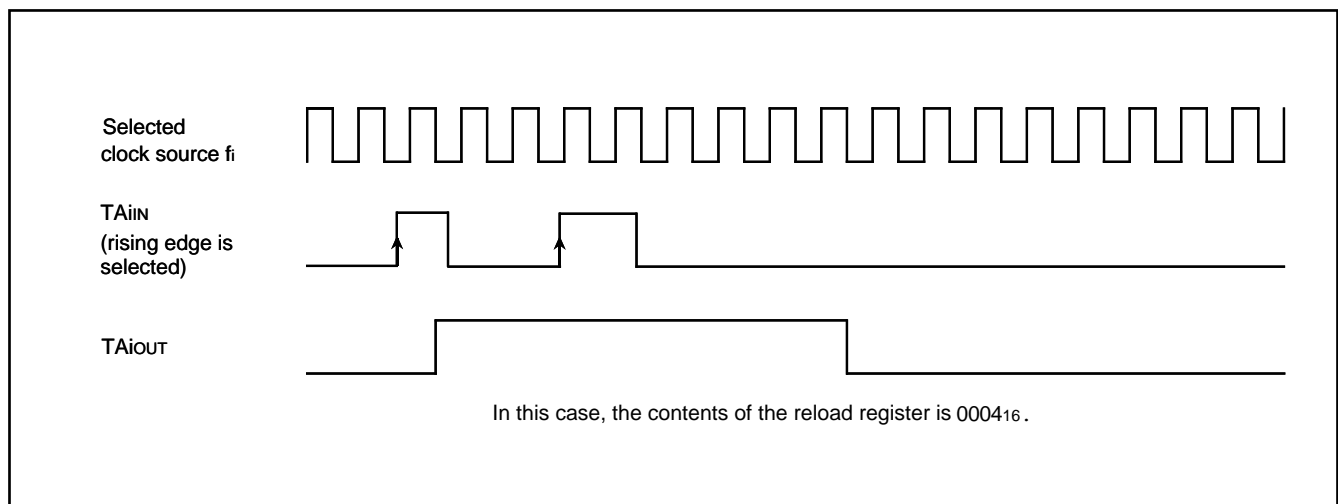 Selected
clock source fi
TAiIN
(rising edge is
selected)
TAiOUT
In this case, the contents of the reload register is 000416.